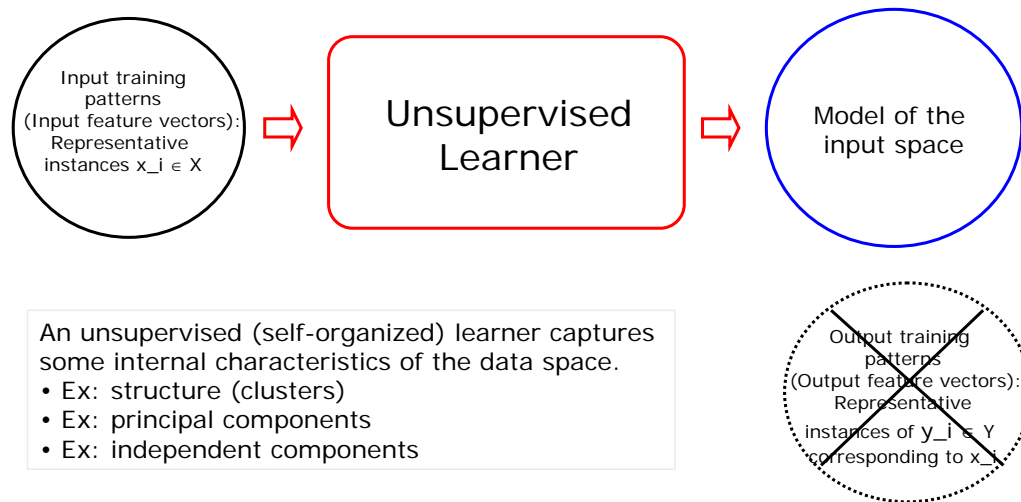 Input training
patterns
(Input feature vectors):
Representative
instances x_i ∈ X
Unsupervised
Learner
Model of the
input space
An unsupervised (self-organized) learner captures
some internal characteristics of the data space.
• Ex: structure (clusters)
• Ex: principal components
• Ex: independent components
Output training
patterns
(Output feature vectors):
Representative
instances of y_i ∈ Y
corresponding to x_i